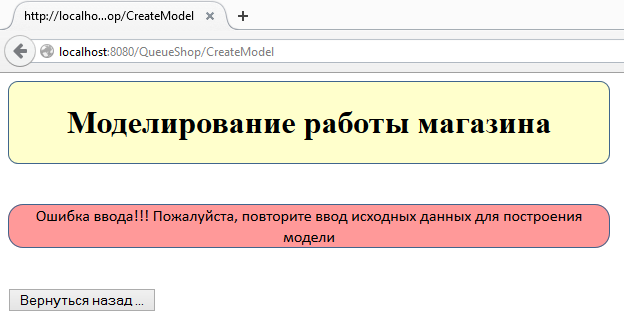 http://localho...op/CreateModel
localhost:8080/QueueShop/CreateModel
Моделирование работы магазина
Ошибка ввода!!! Пожалуйста, повторите ввод исходных данных для построения
модели
Вернуться назад ...